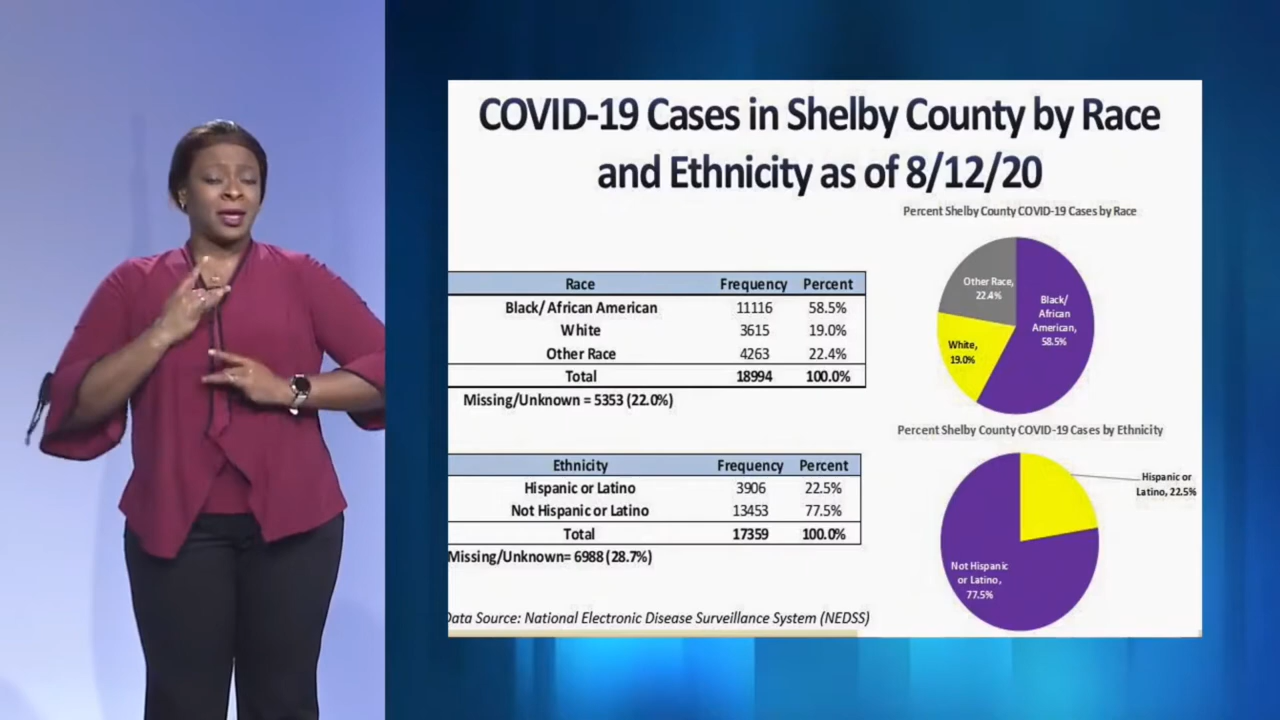 COVID-19 Cases in Shelby County by Race
and Ethnicity as of 8/12/20
Percent Shelby County COVID-19 Cases by Race
Race Frequency Percent
Black/ African American 11116 58.5%
White 3615 19.0%
Other Race 4263 22.4%
Total 18994 100.0%
Missing/Unknown = 5353 (22.0%)
Other Race,
22.4%
Black/
African
American,
58.5%
White,
19.0%
Percent Shelby County COVID-19 Cases by Ethnicity
Ethnicity Frequency Percent
Hispanic or Latino 3906 22.5%
Not Hispanic or Latino 13453 77.5%
Total 17359 100.0%
Missing/Unknown= 6988 (28.7%)
Hispanic or
Latino, 22.5%
Not Hispanic
or Latino,
77.5%
Data Source: National Electronic Disease Surveillance System (NEDSS)